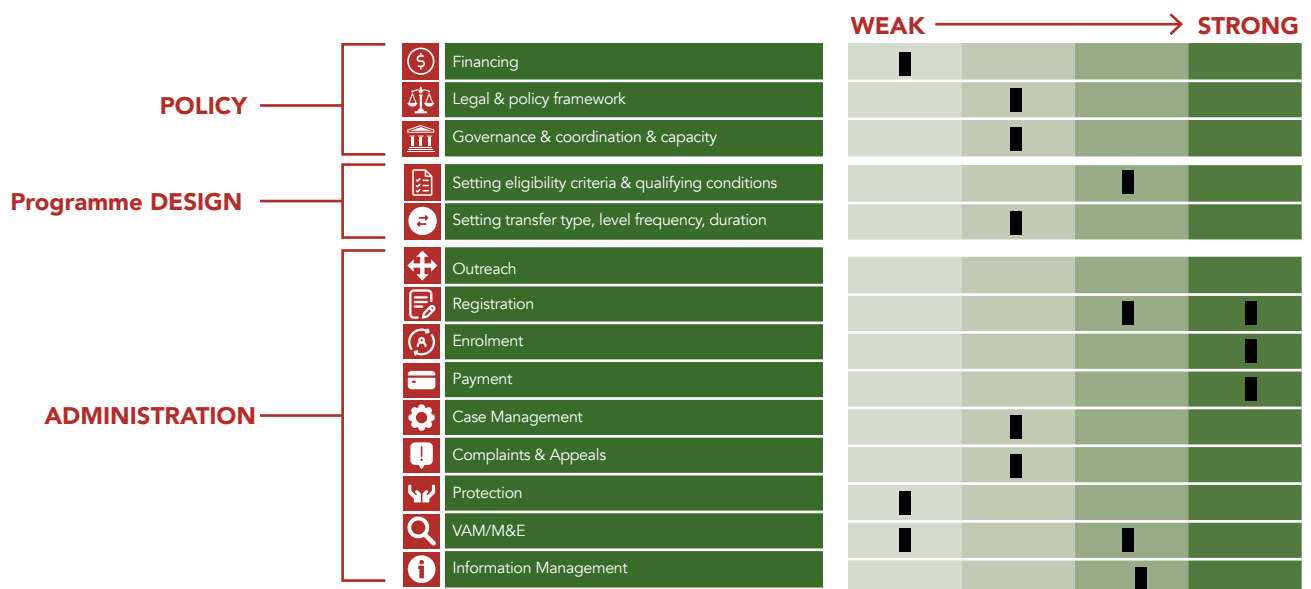 WEAK STRONG
POLICY
Financing
Legal & policy framework
Governance & coordination & capacity
Programme DESIGN
Setting eligibility criteria & qualifying conditions
Setting transfer type, level frequency, duration
ADMINISTRATION
Outreach
Registration
Enrolment
Payment
Case Management
Complaints & Appeals
Protection
VAM/M&E
Information Management